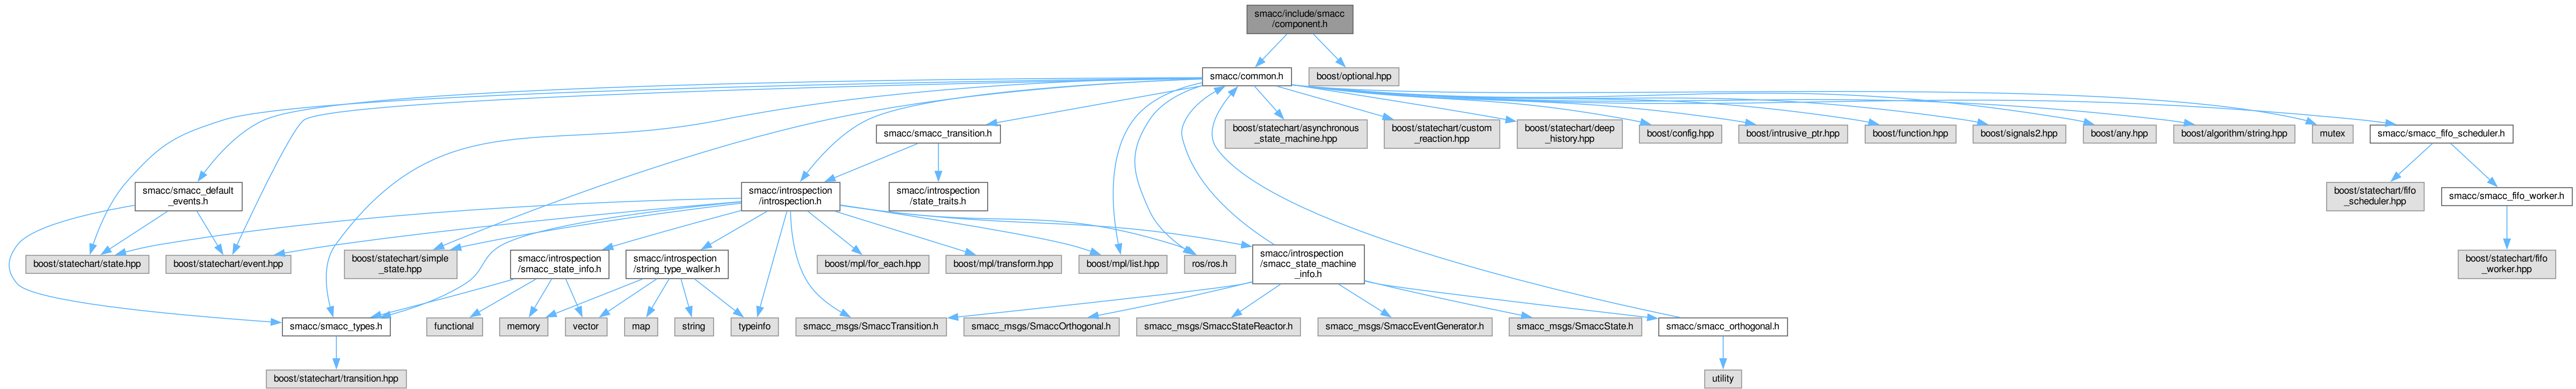 smacc/include/smacc
/component.h
smacc/common.h
boost/optional.hpp
smacc/smacc_transition.h
boost/statechart/asynchronous
_state_machine.hpp
boost/statechart/custom
_reaction.hpp
boost/statechart/deep
_history.hpp
boost/config.hpp
boost/intrusive_ptr.hpp
boost/function.hpp
boost/signals2.hpp
boost/any.hpp
boost/algorithm/string.hpp
mutex
smacc/smacc_fifo_scheduler.h
smacc/smacc_default
_events.h
smacc/introspection
/introspection.h
smacc/introspection
/state_traits.h
boost/statechart/fifo
_scheduler.hpp
smacc/smacc_fifo_worker.h
boost/statechart/state.hpp
boost/statechart/event.hpp
boost/statechart/simple
_state.hpp
smacc/introspection
/smacc_state_info.h
smacc/introspection
/string_type_walker.h
boost/mpl/for_each.hpp
boost/mpl/transform.hpp
boost/mpl/list.hpp
ros/ros.h
smacc/introspection
/smacc_state_machine
_info.h
boost/statechart/fifo
_worker.hpp
smacc/smacc_types.h
functional
memory
vector
map
string
typeinfo
smacc_msgs/SmaccTransition.h
smacc_msgs/SmaccOrthogonal.h
smacc_msgs/SmaccStateReactor.h
smacc_msgs/SmaccEventGenerator.h
smacc_msgs/SmaccState.h
smacc/smacc_orthogonal.h
boost/statechart/transition.hpp
utility